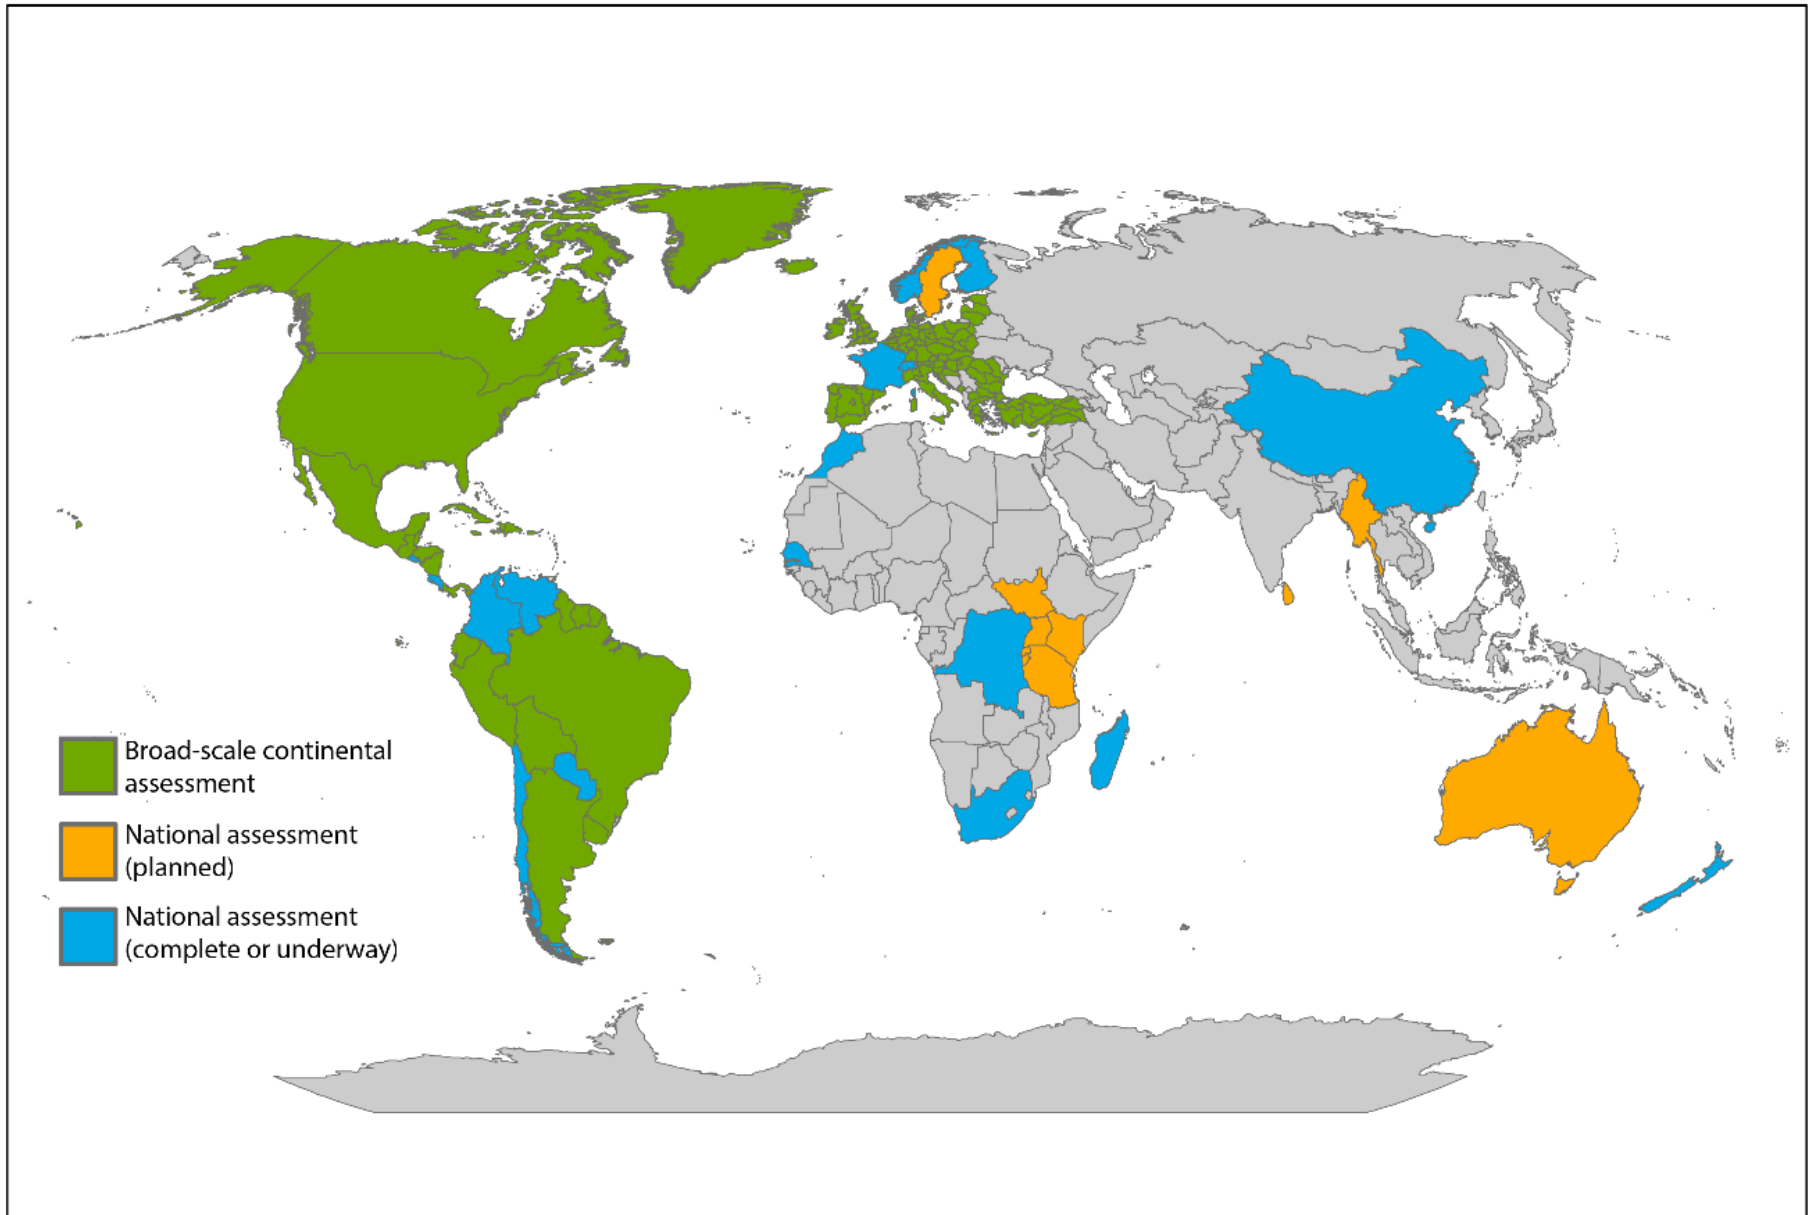 Broad-scale continental
assessment
National assessment
(planned)
National assessment
(complete or underway)